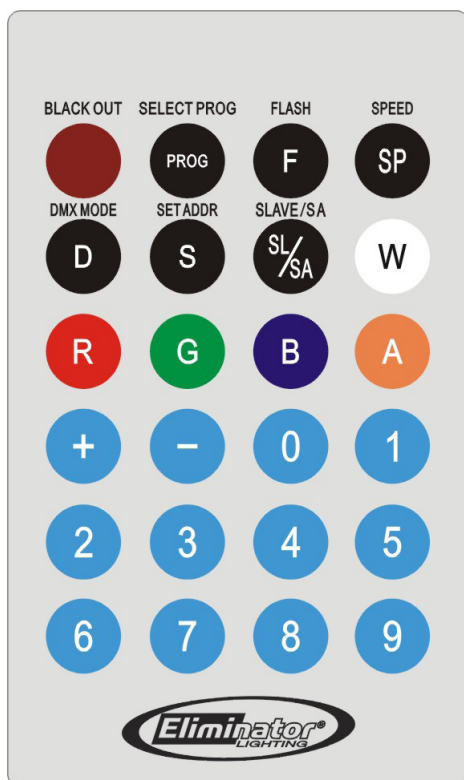 BLACK OUT SELECT PROG FLASH SPEED
PROG F SP
DMX MODE SET ADDR SLAVE/SA
D S SL/SA W
R G B A
+ − 0 1
2 3 4 5
6 7 8 9
Eliminator®
LIGHTING